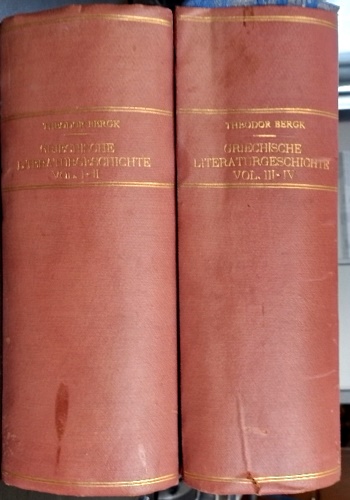 THEODOR BERGK
GRIECHISCHE
LITERATURGESCHICHTE
VOL. I-II
THEODOR BERGK
GRIECHISCHE
LITERATURGESCHICHTE
VOL. III-IV